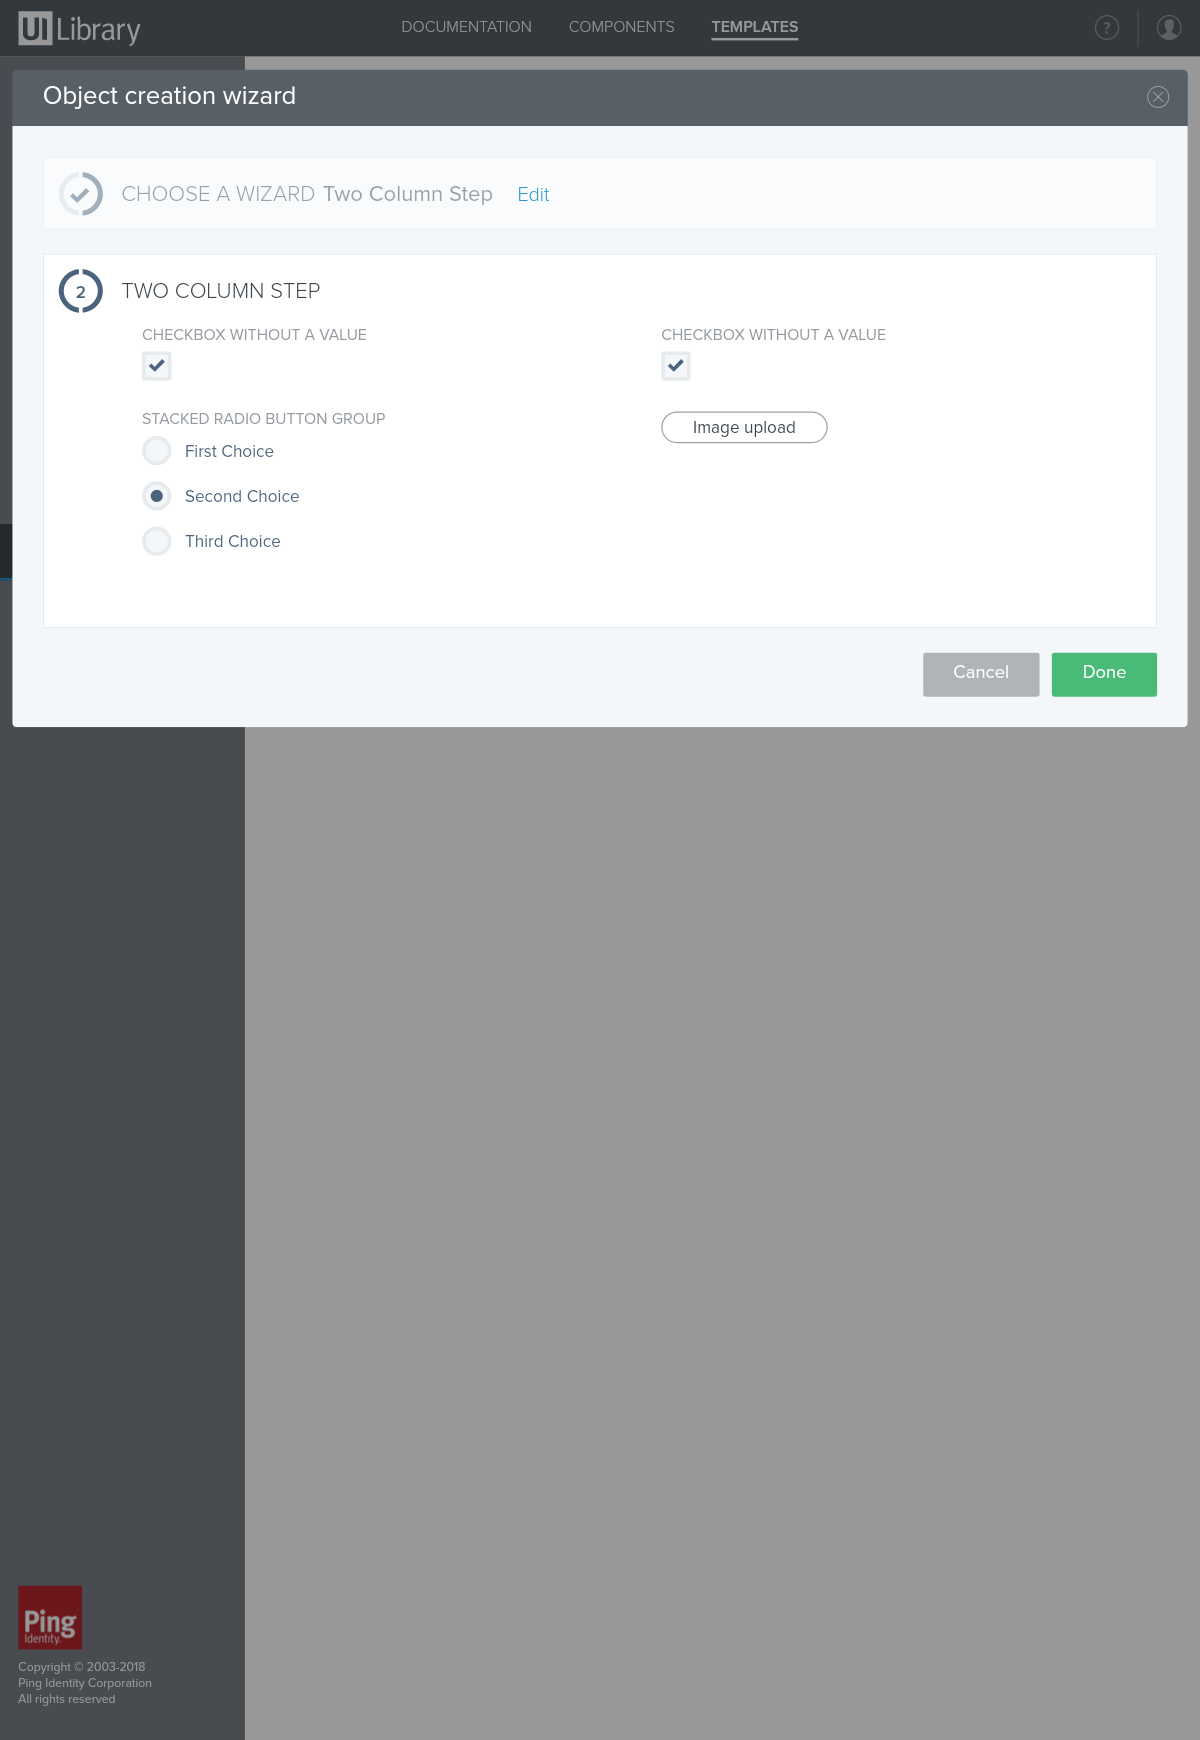 UI Library
DOCUMENTATION COMPONENTS TEMPLATES ?
Object creation wizard
CHOOSE A WIZARD Two Column Step Edit
2 TWO COLUMN STEP
CHECKBOX WITHOUT A VALUE CHECKBOX WITHOUT A VALUE
STACKED RADIO BUTTON GROUP
Image upload
First Choice
Second Choice
Third Choice
Cancel Done
Ping
Identity.
Copyright © 2003-2018
Ping Identity Corporation
All rights reserved